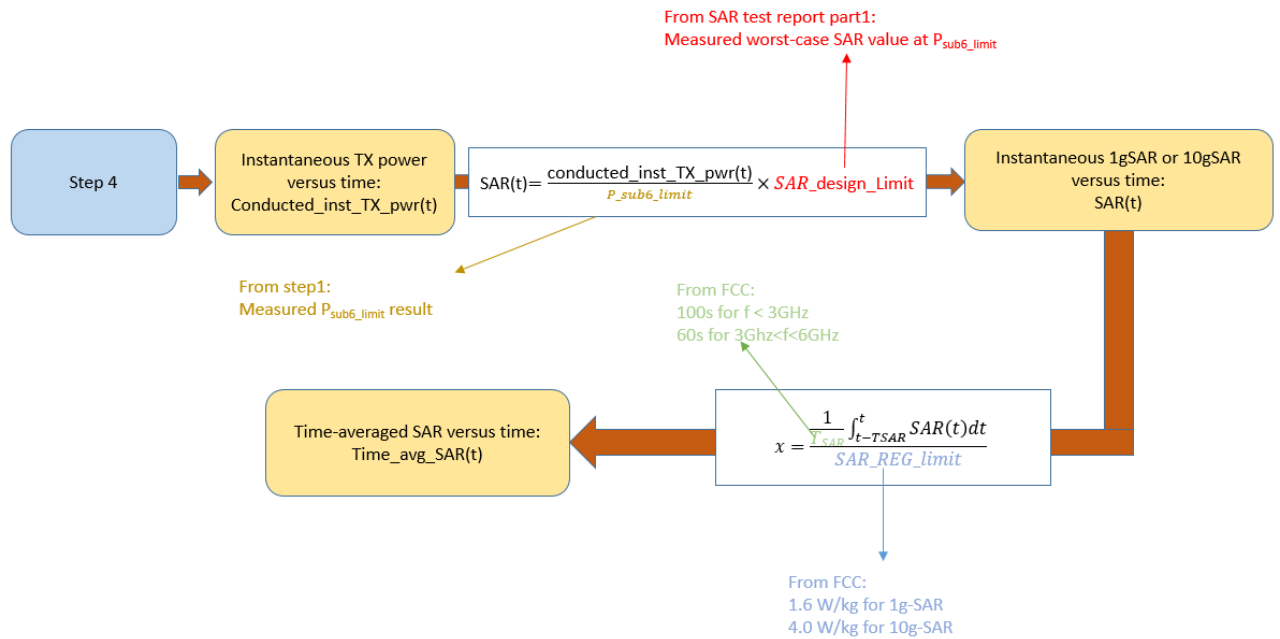 From SAR test report part1:
Measured worst-case SAR value at P_sub6_limit
Step 4
Instantaneous TX power
versus time:
Conducted_inst_TX_pwr(t)
SAR(t)= conducted_inst_TX_pwr(t) / P_sub6_limit × SAR_design_Limit
Instantaneous 1gSAR or 10gSAR
versus time:
SAR(t)
From step1:
Measured P_sub6_limit result
From FCC:
100s for f < 3GHz
60s for 3Ghz<f<6GHz
Time-averaged SAR versus time:
Time_avg_SAR(t)
x = 1/T_SAR ∫_{t−TSAR}^{t} SAR(t)dt / SAR_REG_limit
From FCC:
1.6 W/kg for 1g-SAR
4.0 W/kg for 10g-SAR